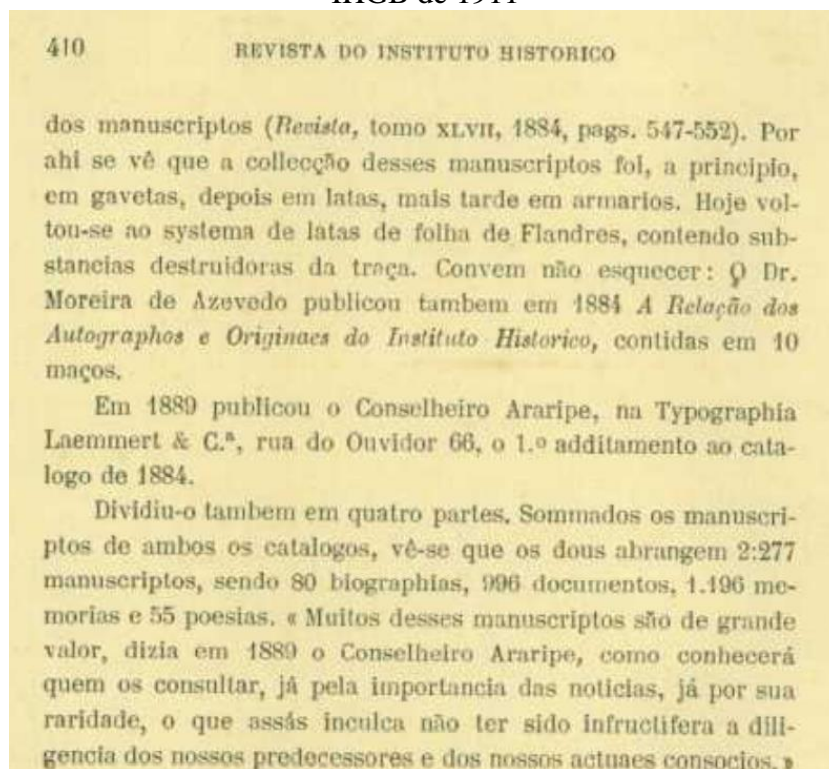 IHGB de 1911
410 REVISTA DO INSTITUTO HISTORICO
dos manuscriptos (Revista, tomo XLVII, 1884, pags. 547-552). Por
ahi se vê que a collecção desses manuscriptos foi, a principio,
em gavetas, depois em latas, mais tarde em armarios. Hoje vol-
tou-se ao systema de latas de folha de Flandres, contendo sub-
stancias destruidoras da traça. Convem não esquecer: O Dr.
Moreira de Azevedo publicou tambem em 1884 A Relação dos
Autographos e Originaes do Instituto Historico, contidas em 10
maços.
Em 1889 publicou o Conselheiro Araripe, na Typographia
Laemmert & C.ª, rua do Ouvidor 66, o 1.º additamento ao cata-
logo de 1884.
Dividiu-o tambem em quatro partes. Sommados os manuscri-
ptos de ambos os catalogos, vê-se que os dous abrangem 2:277
manuscriptos, sendo 80 biographias, 996 documentos, 1.196 me-
morias e 55 poesias. « Muitos desses manuscriptos são de grande
valor, dizia em 1889 o Conselheiro Araripe, como conhecerá
quem os consultar, já pela importancia das noticias, já por sua
raridade, o que assás inculca não ter sido infructifera a dili-
gencia dos nossos predecessores e dos nossos actuaes consocios. »